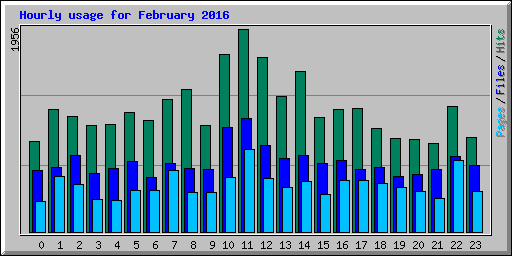 Hourly usage for February 2016
1956
Pages/Files/Hits
0 1 2 3 4 5 6 7 8 9 10 11 12 13 14 15 16 17 18 19 20 21 22 23